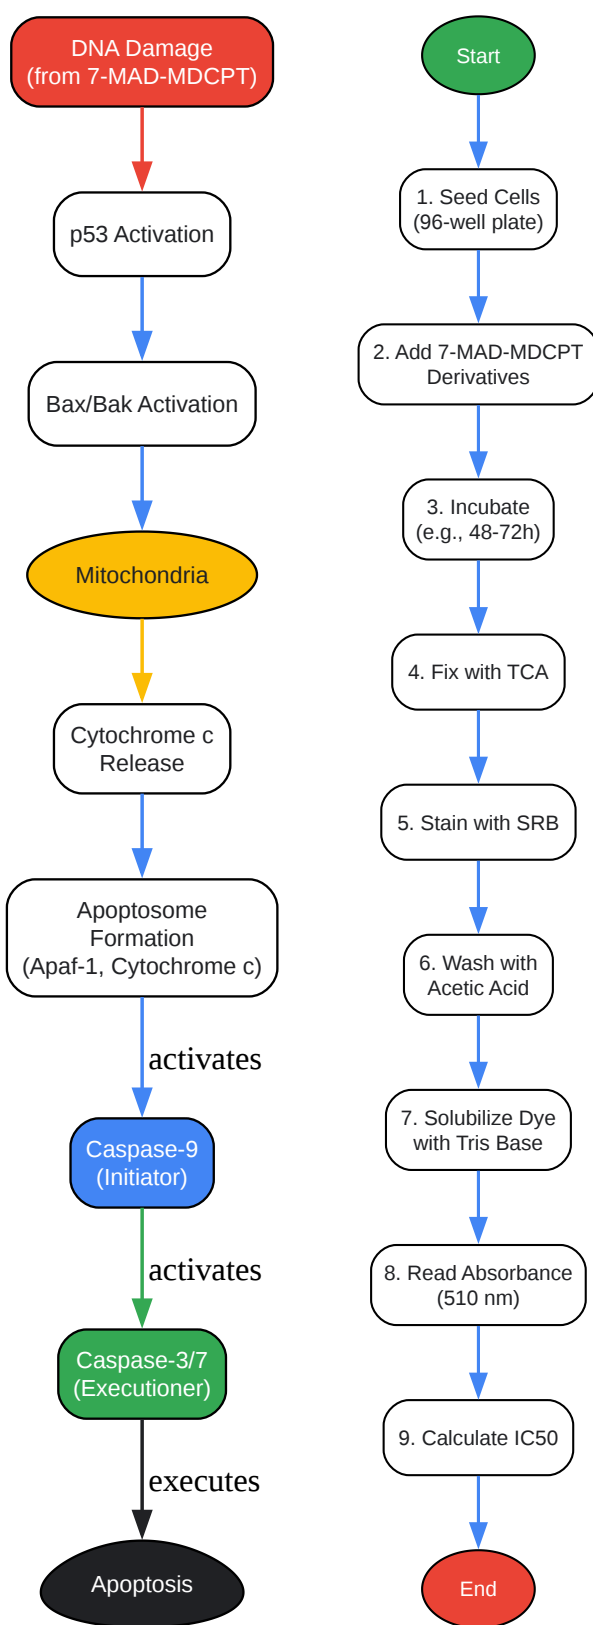 DNA Damage
(from 7-MAD-MDCPT)
p53 Activation
Bax/Bak Activation
Mitochondria
Cytochrome c
Release
Apoptosome
Formation
(Apaf-1, Cytochrome c)
activates
Caspase-9
(Initiator)
activates
Caspase-3/7
(Executioner)
executes
Apoptosis
Start
1. Seed Cells
(96-well plate)
2. Add 7-MAD-MDCPT
Derivatives
3. Incubate
(e.g., 48-72h)
4. Fix with TCA
5. Stain with SRB
6. Wash with
Acetic Acid
7. Solubilize Dye
with Tris Base
8. Read Absorbance
(510 nm)
9. Calculate IC50
End